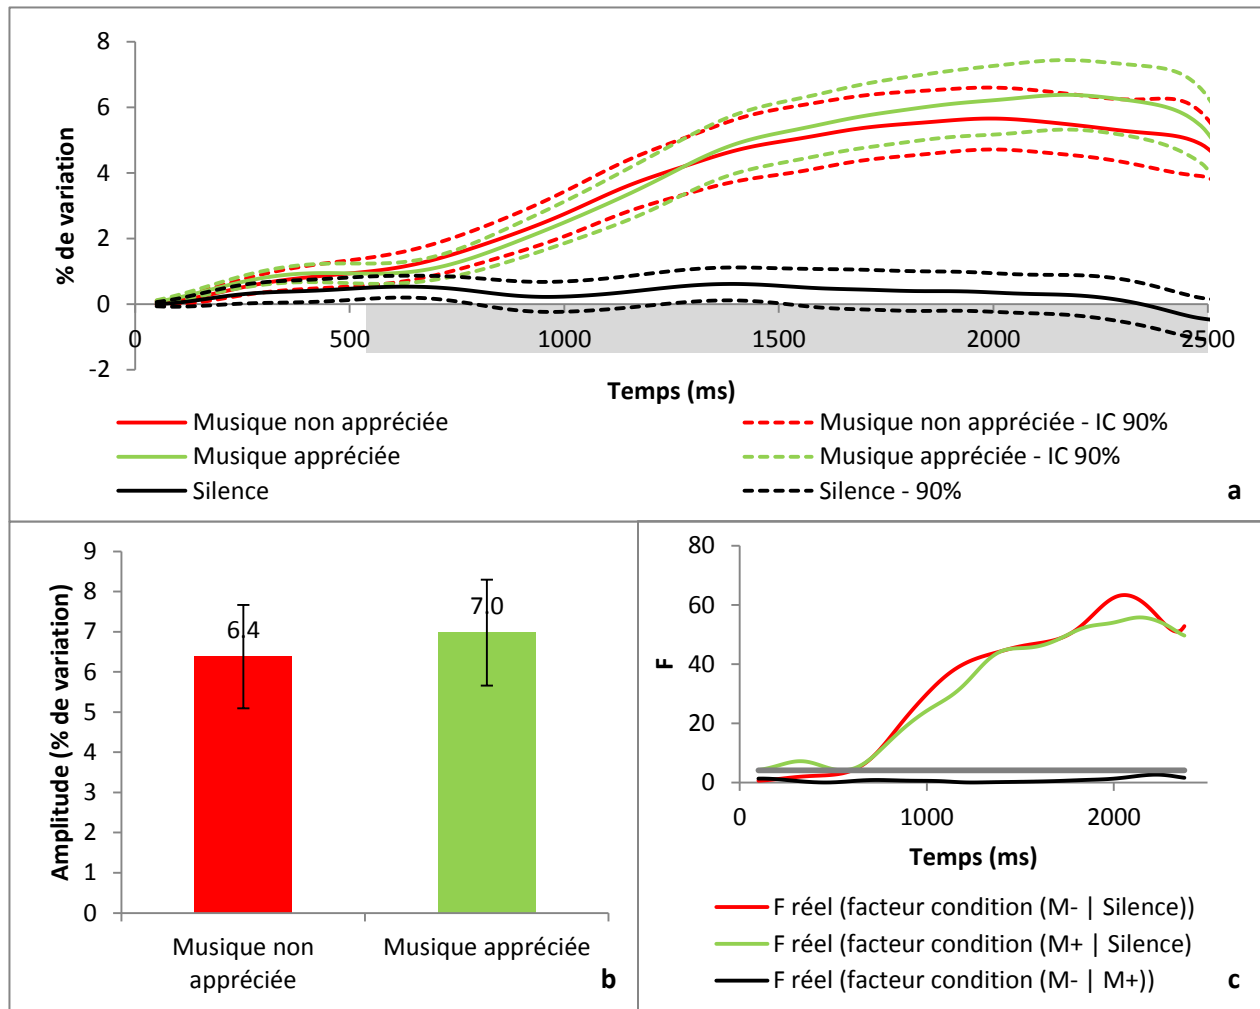 8
6
4
2
0
-2
% de variation
0 500 1000 1500 2000 2500
Temps (ms)
Musique non appréciée
Musique non appréciée - IC 90%
Musique appréciée
Musique appréciée - IC 90%
Silence
Silence - 90%
a
9
8
7
6
5
4
3
2
1
0
Amplitude (% de variation)
6.4
7.0
Musique non
appréciée
Musique appréciée
b
80
60
40
20
0
F
0 1000 2000
Temps (ms)
F réel (facteur condition (M- | Silence))
F réel (facteur condition (M+ | Silence)
F réel (facteur condition (M- | M+))
c